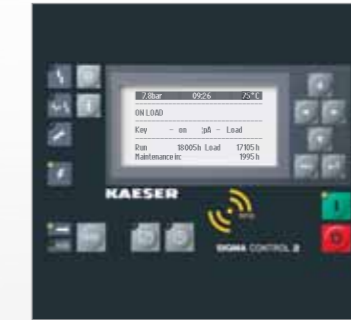 7.8bar 09:26 75°C
ON LOAD
Key - on :pA - Load
Run 18005h Load 17105h
Maintenance in: 1995h
KAESER
RFID
SIGMA CONTROL 2
I